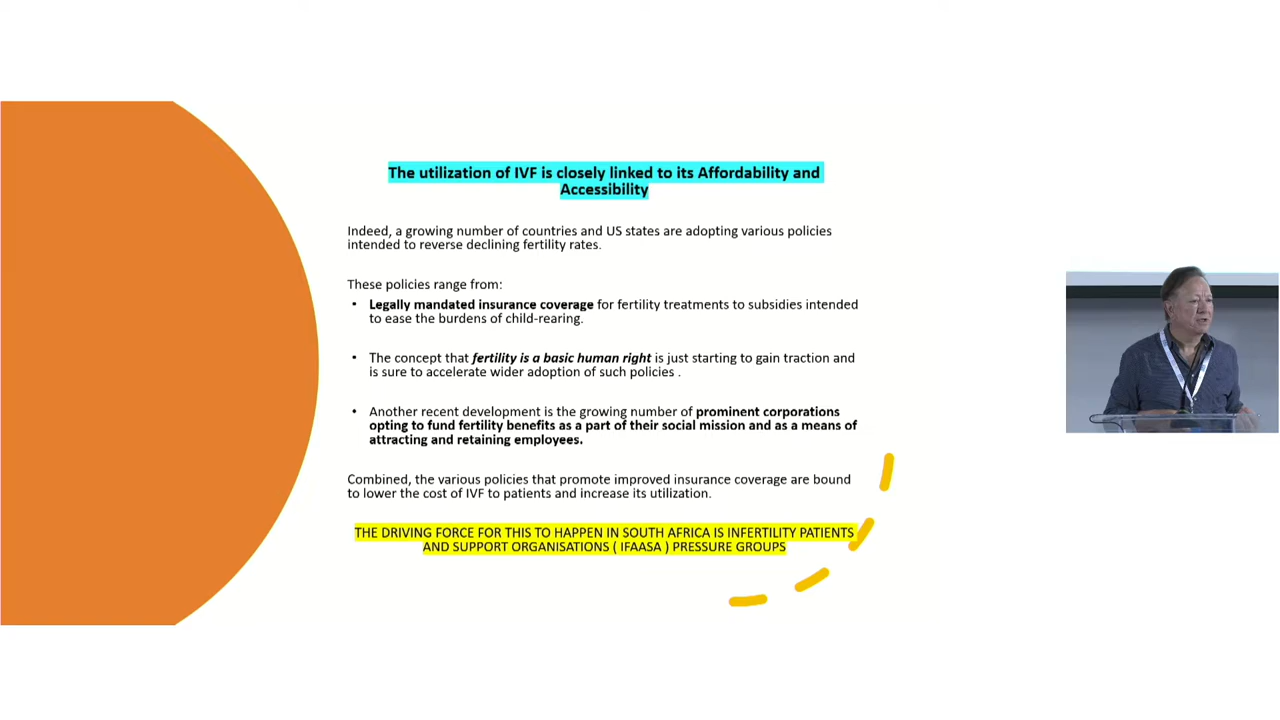 The utilization of IVF is closely linked to its Affordability and
Accessibility
Indeed, a growing number of countries and US states are adopting various policies
intended to reverse declining fertility rates.
These policies range from:
• Legally mandated insurance coverage for fertility treatments to subsidies intended
to ease the burdens of child-rearing.
• The concept that fertility is a basic human right is just starting to gain traction and
is sure to accelerate wider adoption of such policies .
• Another recent development is the growing number of prominent corporations
opting to fund fertility benefits as a part of their social mission and as a means of
attracting and retaining employees.
Combined, the various policies that promote improved insurance coverage are bound
to lower the cost of IVF to patients and increase its utilization.
THE DRIVING FORCE FOR THIS TO HAPPEN IN SOUTH AFRICA IS INFERTILITY PATIENTS
AND SUPPORT ORGANISATIONS ( IFAASA ) PRESSURE GROUPS